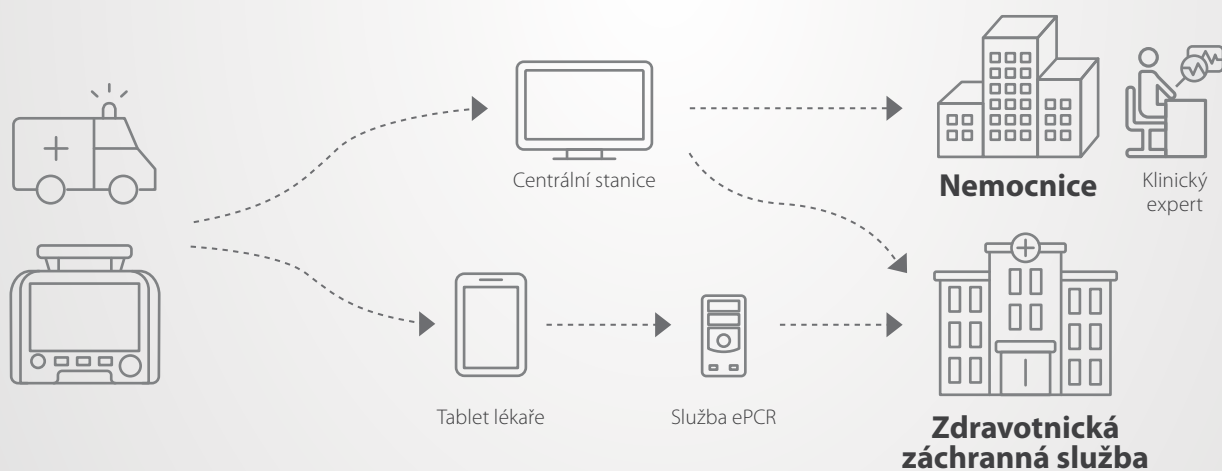 Centrální stanice
Nemocnice
Klinický
expert
Tablet lékaře
Služba ePCR
Zdravotnická
záchranná služba